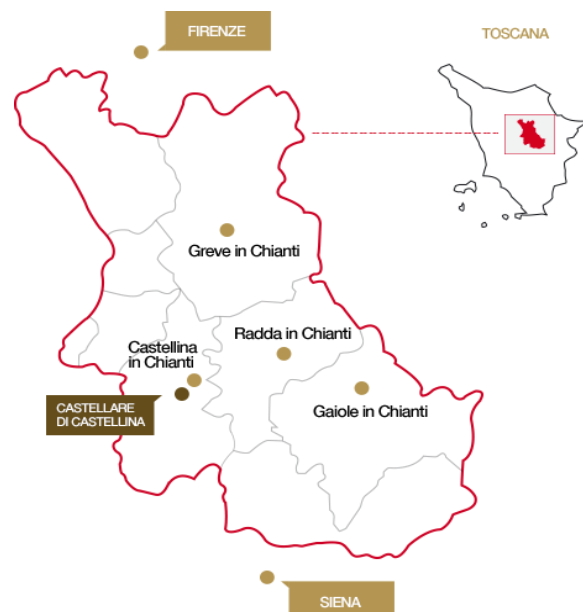 FIRENZE
TOSCANA
Greve in Chianti
Radda in Chianti
Castellina
in Chianti
Gaiole in Chianti
CASTELLARE
DI CASTELLINA
SIENA